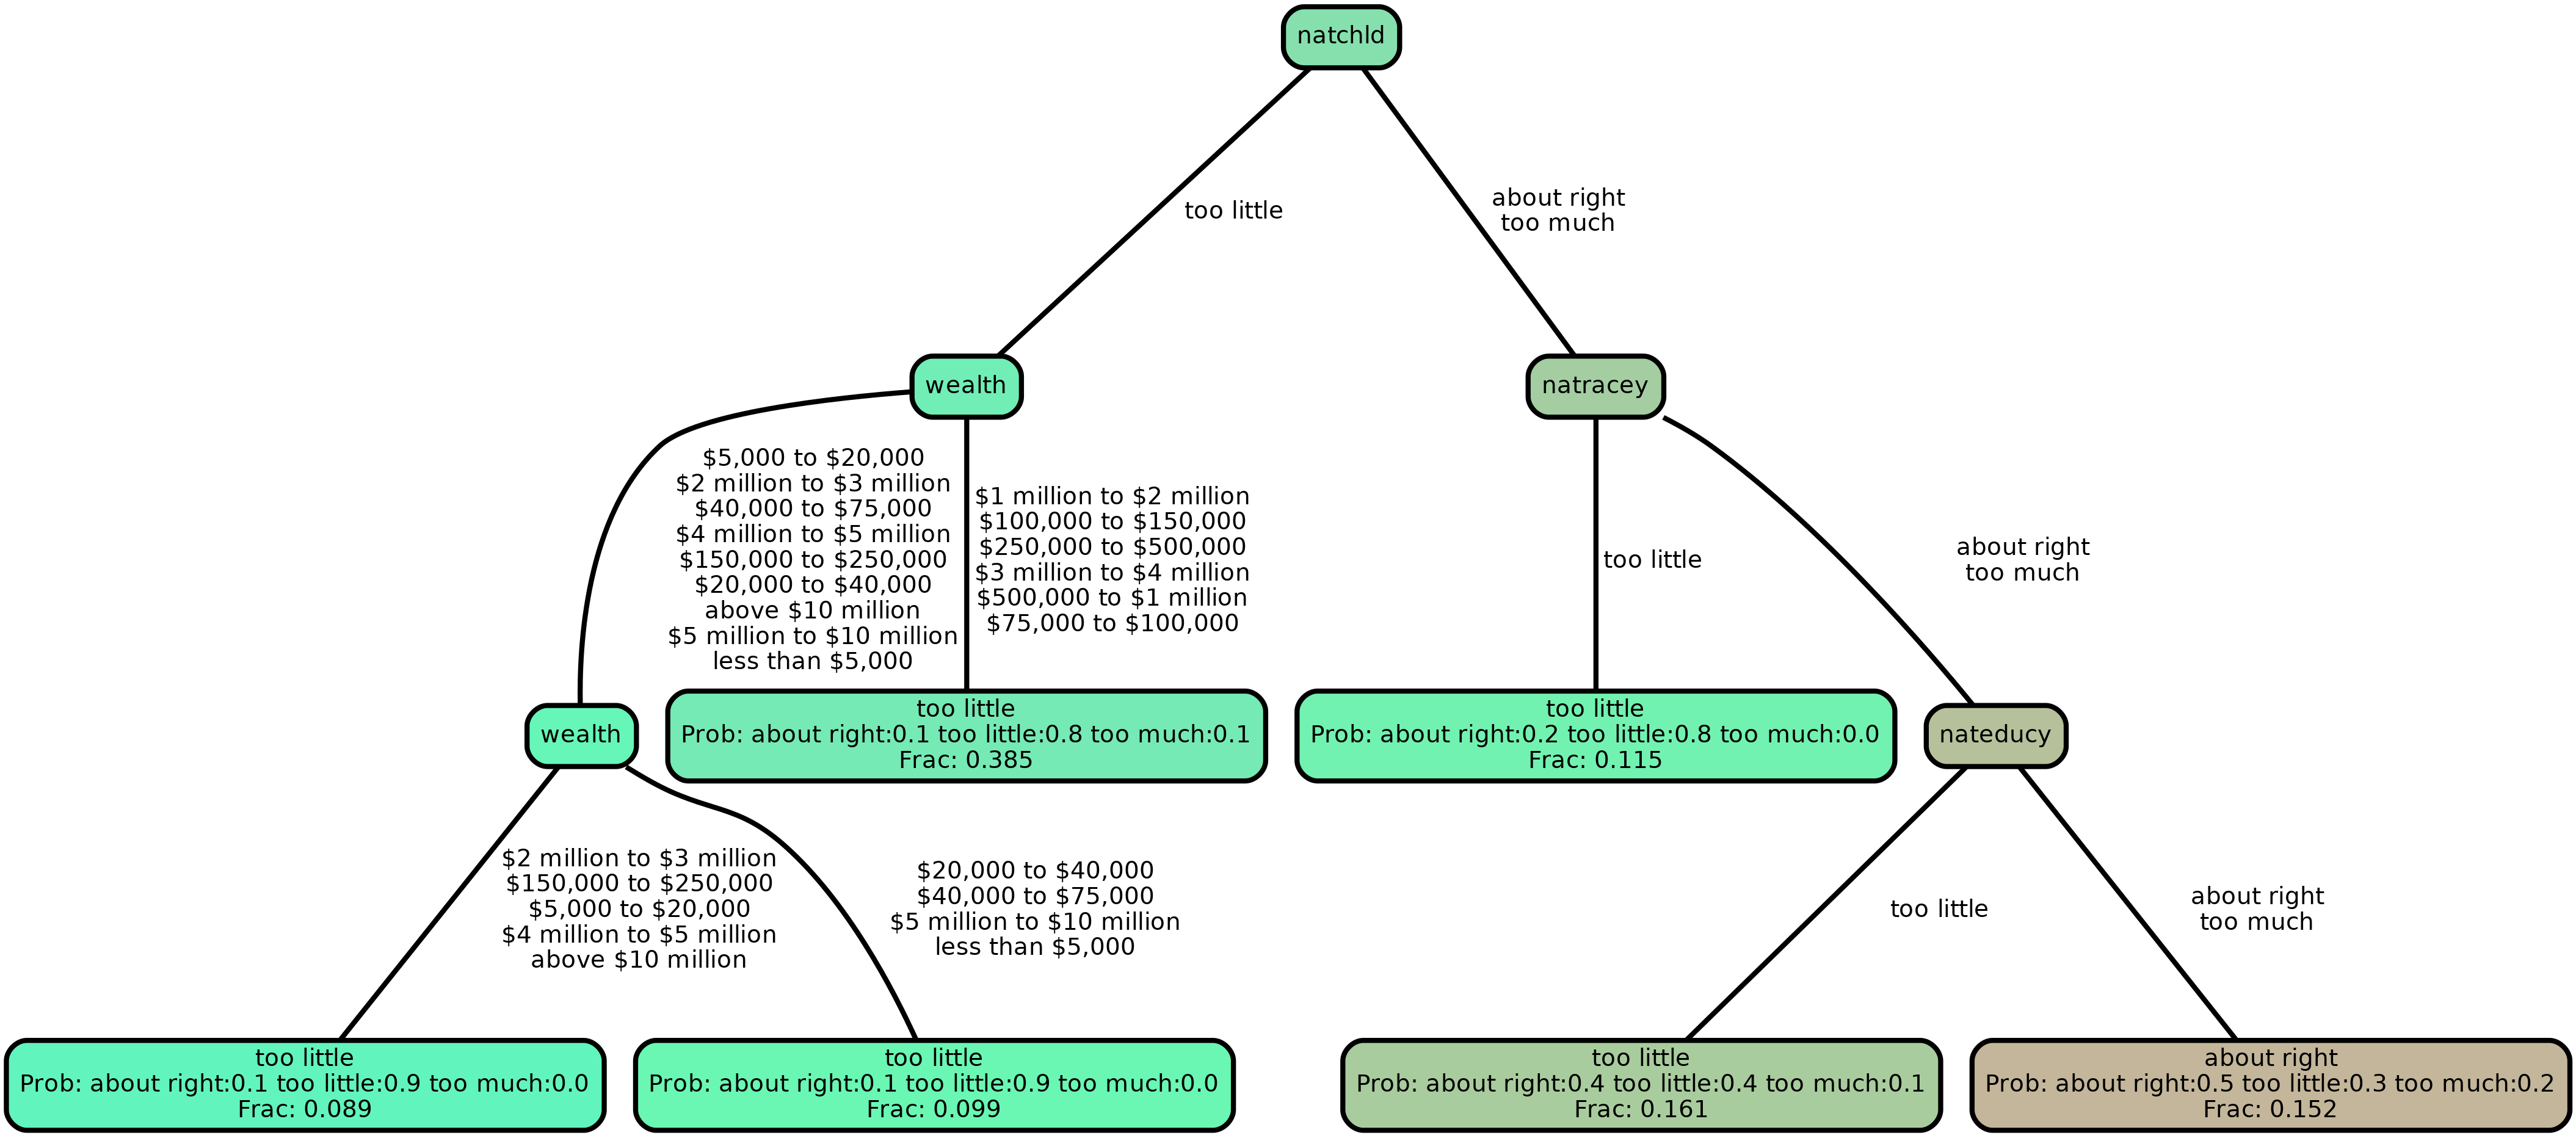 natchld
too little
about right
too much
wealth
natracey
$5,000 to $20,000
$2 million to $3 million
$40,000 to $75,000
$4 million to $5 million
$150,000 to $250,000
$20,000 to $40,000
above $10 million
$5 million to $10 million
less than $5,000
$1 million to $2 million
$100,000 to $150,000
$250,000 to $500,000
$3 million to $4 million
$500,000 to $1 million
$75,000 to $100,000
too little
about right
too much
wealth
too little
Prob: about right:0.1 too little:0.8 too much:0.1
Frac: 0.385
too little
Prob: about right:0.2 too little:0.8 too much:0.0
Frac: 0.115
nateducy
$2 million to $3 million
$150,000 to $250,000
$5,000 to $20,000
$4 million to $5 million
above $10 million
$20,000 to $40,000
$40,000 to $75,000
$5 million to $10 million
less than $5,000
too little
about right
too much
too little
Prob: about right:0.1 too little:0.9 too much:0.0
Frac: 0.089
too little
Prob: about right:0.1 too little:0.9 too much:0.0
Frac: 0.099
too little
Prob: about right:0.4 too little:0.4 too much:0.1
Frac: 0.161
about right
Prob: about right:0.5 too little:0.3 too much:0.2
Frac: 0.152